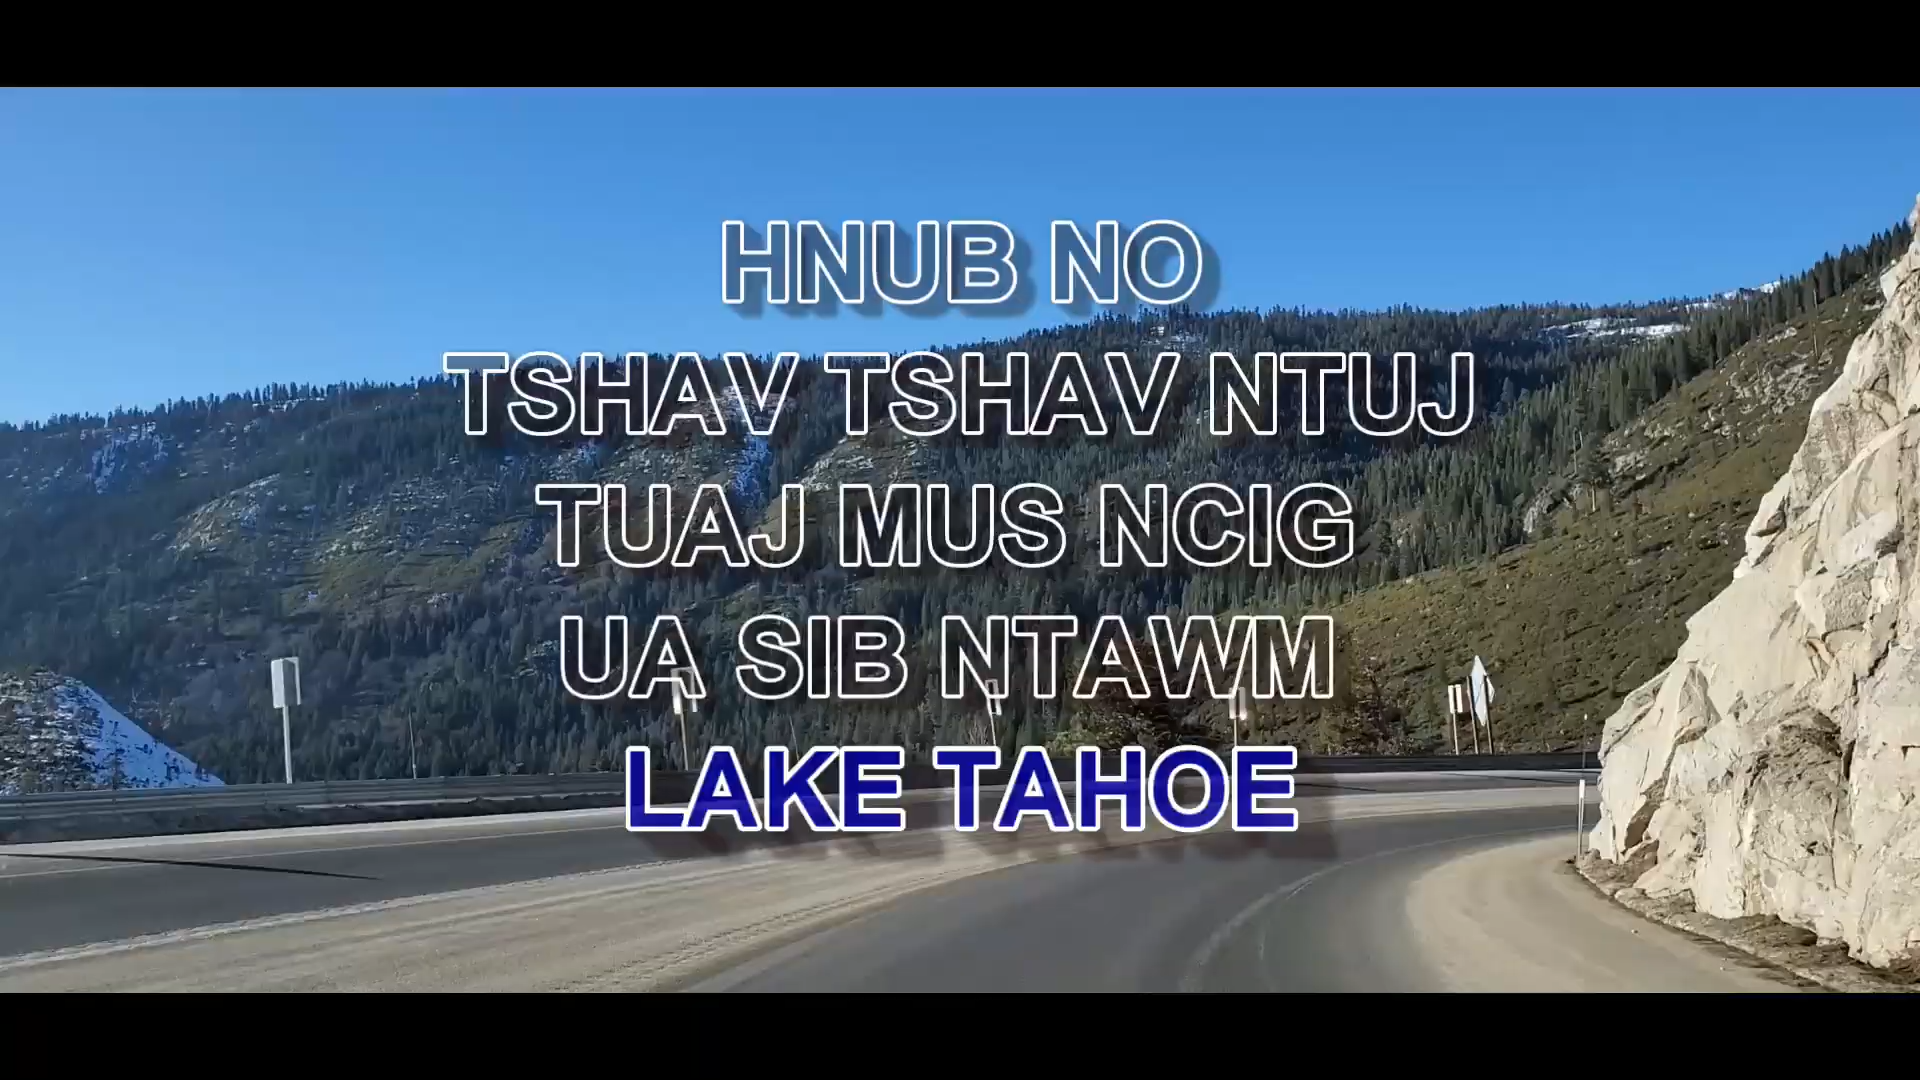 HNUB NO
TSHAV TSHAV NTUJ
TUAJ MUS NCIG
UA SIB NTAWM
LAKE TAHOE